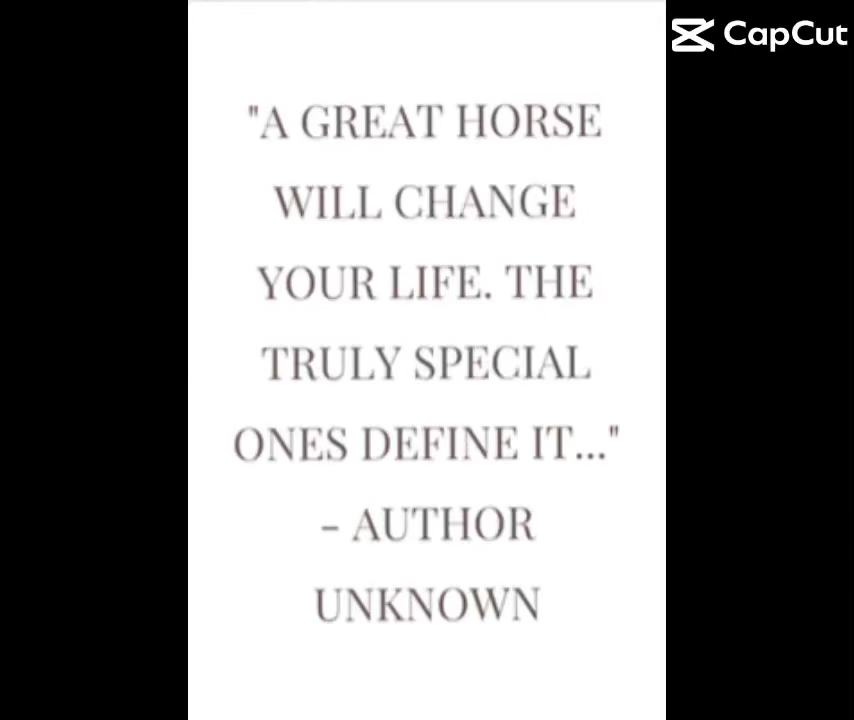 CapCut
"A GREAT HORSE
WILL CHANGE
YOUR LIFE. THE
TRULY SPECIAL
ONES DEFINE IT..."
- AUTHOR
UNKNOWN